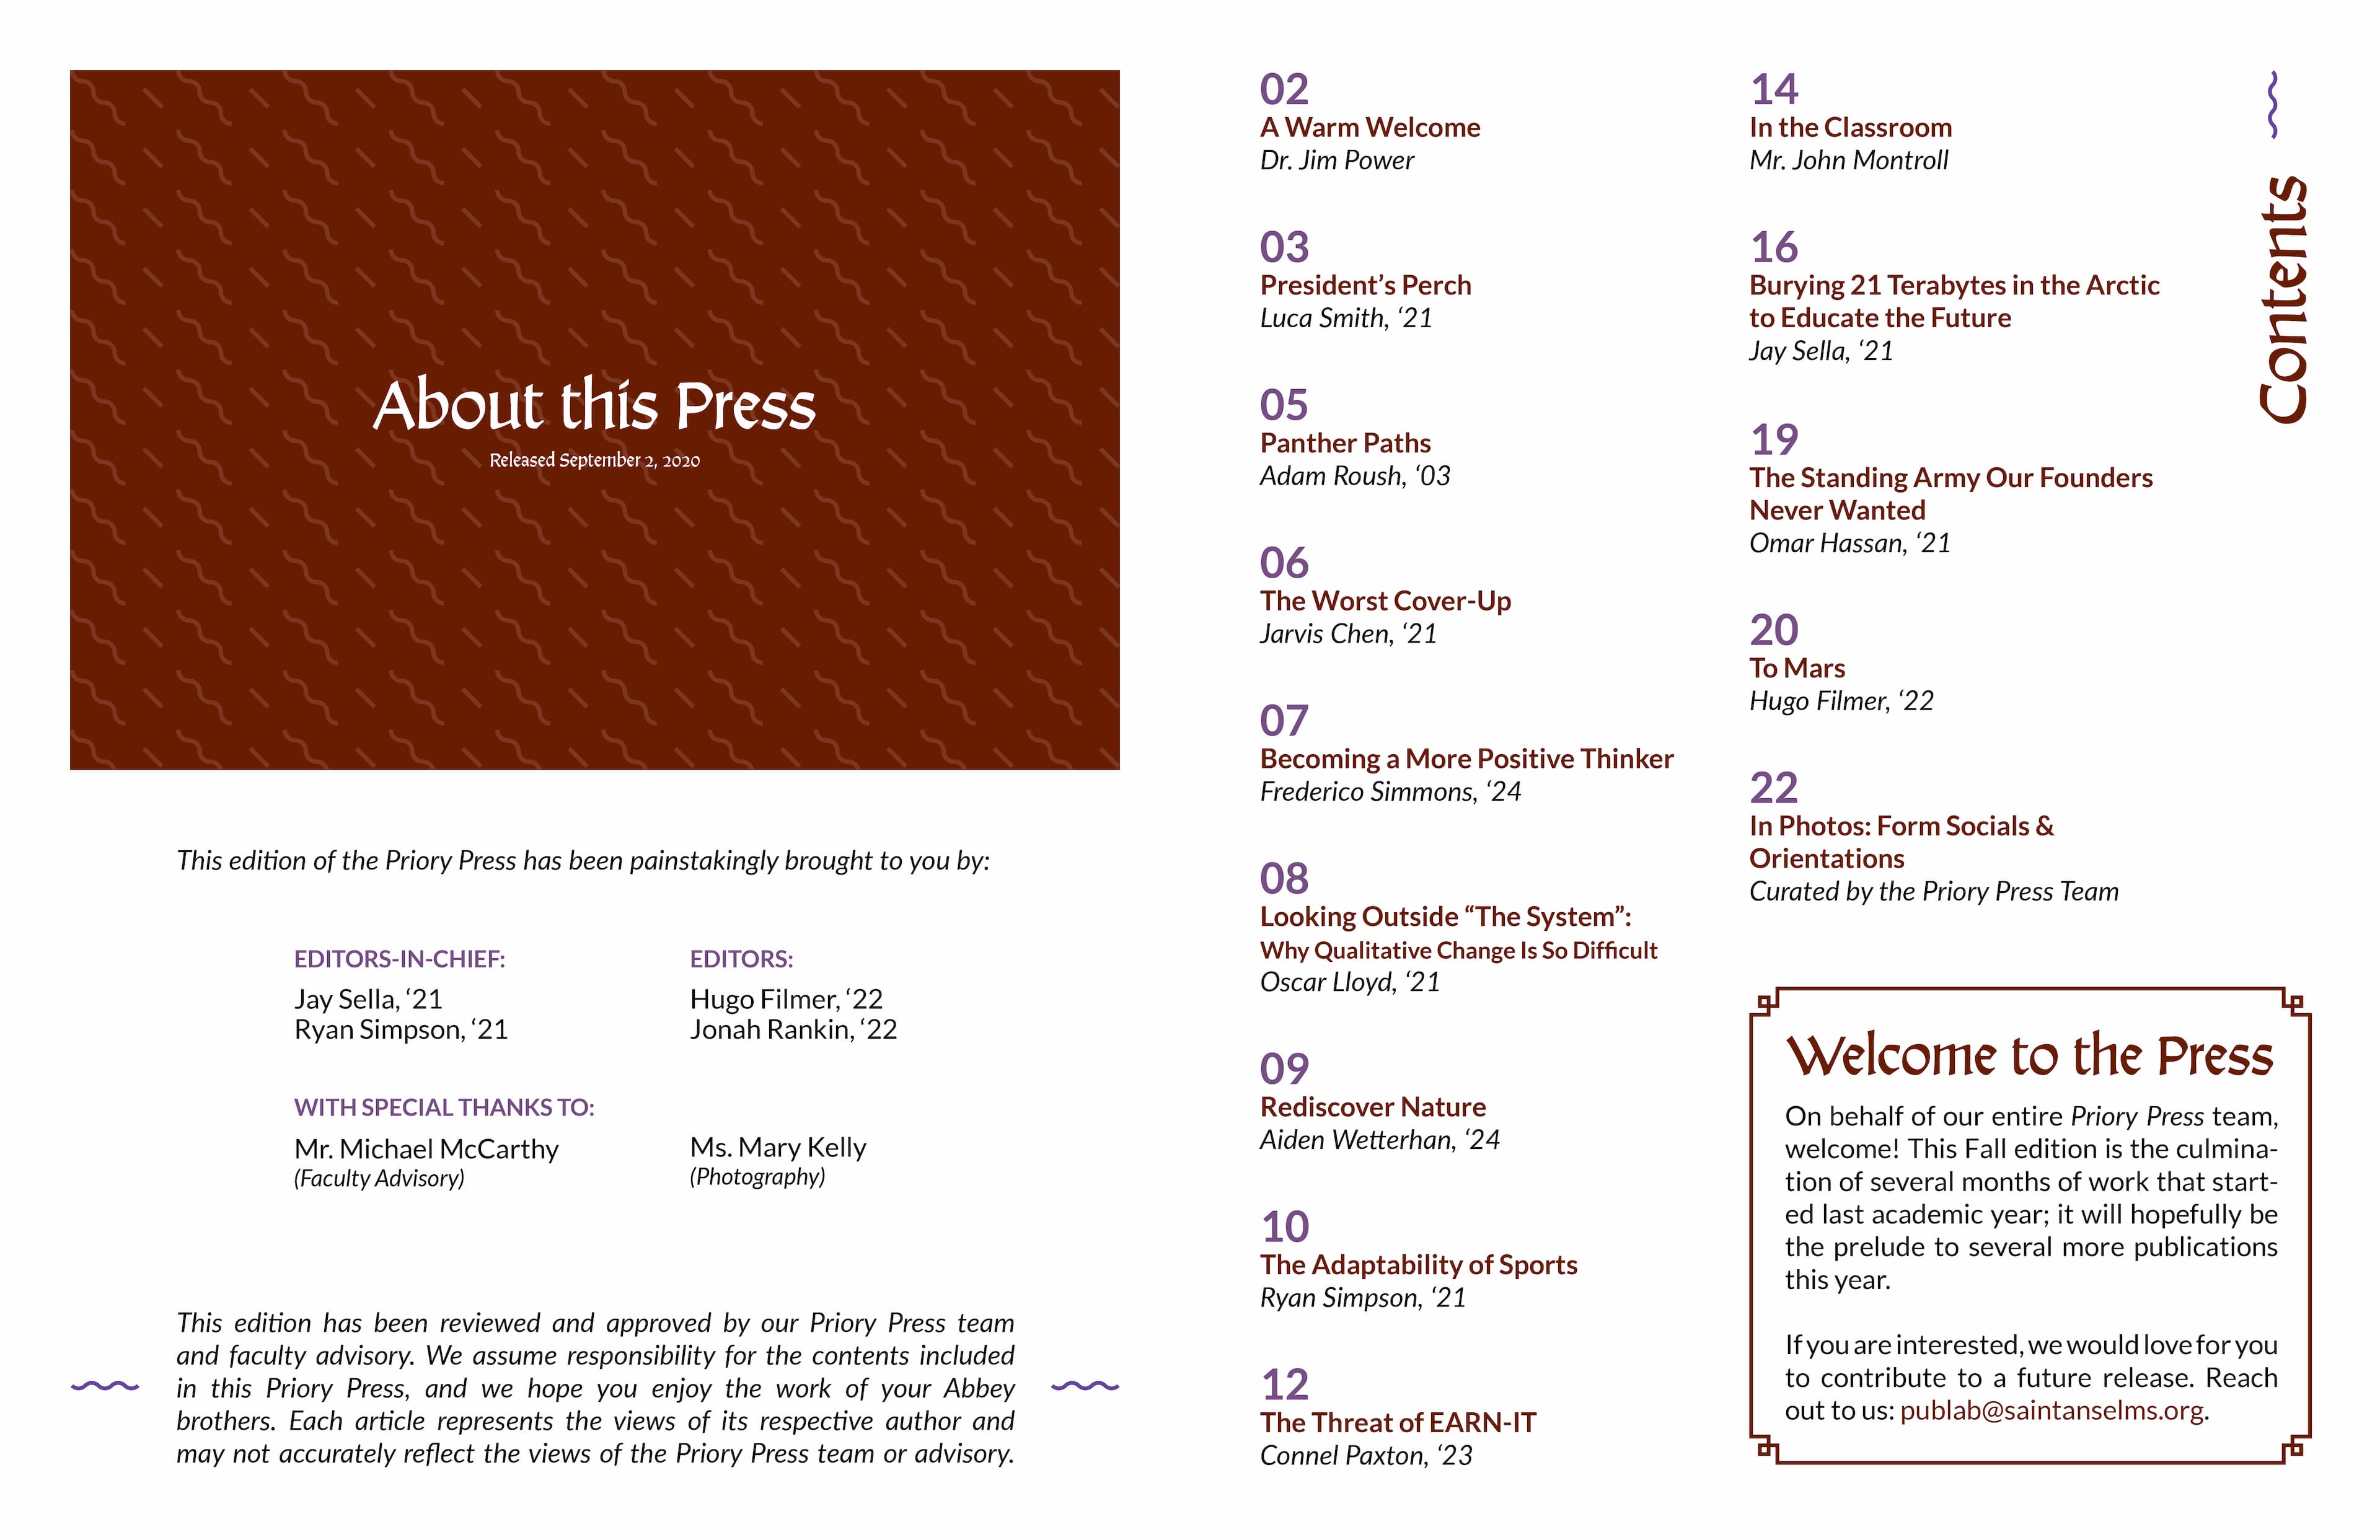 About this Press
Released September 2, 2020
This edition of the Priory Press has been painstakingly brought to you by:
EDITORS-IN-CHIEF:
Jay Sella, ‘21
Ryan Simpson, ‘21
EDITORS:
Hugo Filmer, ‘22
Jonah Rankin, ‘22
WITH SPECIAL THANKS TO:
Mr. Michael McCarthy
(Faculty Advisory)
Ms. Mary Kelly
(Photography)
This edition has been reviewed and approved by our Priory Press team
and faculty advisory. We assume responsibility for the contents included
in this Priory Press, and we hope you enjoy the work of your Abbey
brothers. Each article represents the views of its respective author and
may not accurately reflect the views of the Priory Press team or advisory.
Contents
02
A Warm Welcome
Dr. Jim Power
03
President’s Perch
Luca Smith, ‘21
05
Panther Paths
Adam Roush, ‘03
06
The Worst Cover-Up
Jarvis Chen, ‘21
07
Becoming a More Positive Thinker
Frederico Simmons, ‘24
08
Looking Outside “The System”:
Why Qualitative Change Is So Difficult
Oscar Lloyd, ‘21
09
Rediscover Nature
Aiden Wetterhan, ‘24
10
The Adaptability of Sports
Ryan Simpson, ‘21
12
The Threat of EARN-IT
Connel Paxton, ‘23
14
In the Classroom
Mr. John Montroll
16
Burying 21 Terabytes in the Arctic
to Educate the Future
Jay Sella, ‘21
19
The Standing Army Our Founders
Never Wanted
Omar Hassan, ‘21
20
To Mars
Hugo Filmer, ‘22
22
In Photos: Form Socials &
Orientations
Curated by the Priory Press Team
Welcome to the Press
On behalf of our entire Priory Press team,
welcome! This Fall edition is the culmina-
tion of several months of work that start-
ed last academic year; it will hopefully be
the prelude to several more publications
this year.
If you are interested, we would love for you
to contribute to a future release. Reach
out to us: publab@saintanselms.org.